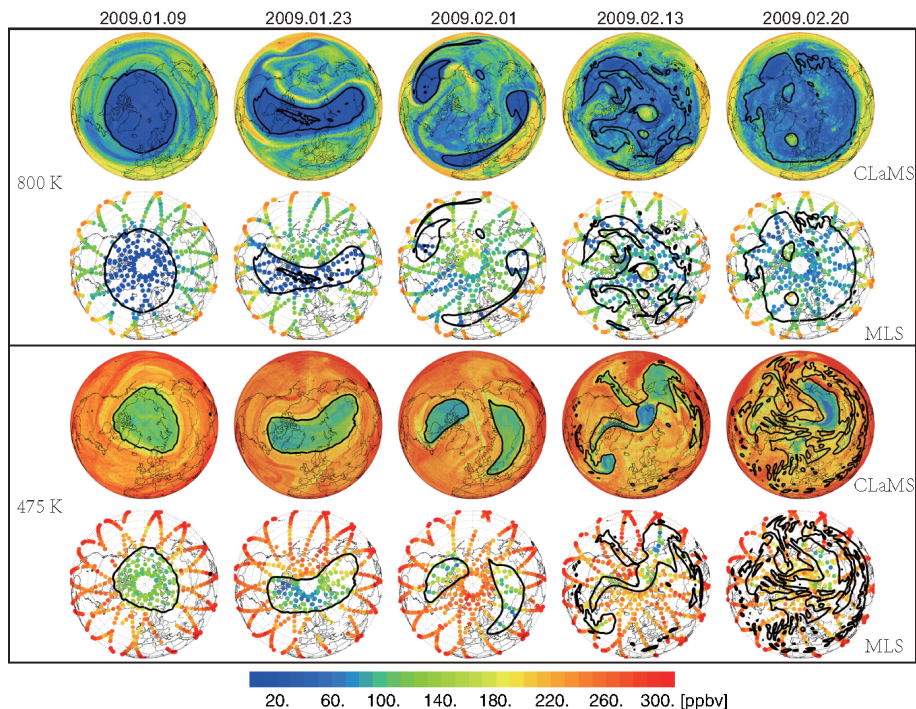 2009.01.09 2009.01.23 2009.02.01 2009.02.13 2009.02.20
CLaMS
800 K
MLS
CLaMS
475 K
MLS
20. 60. 100. 140. 180. 220. 260. 300. [ppbv]